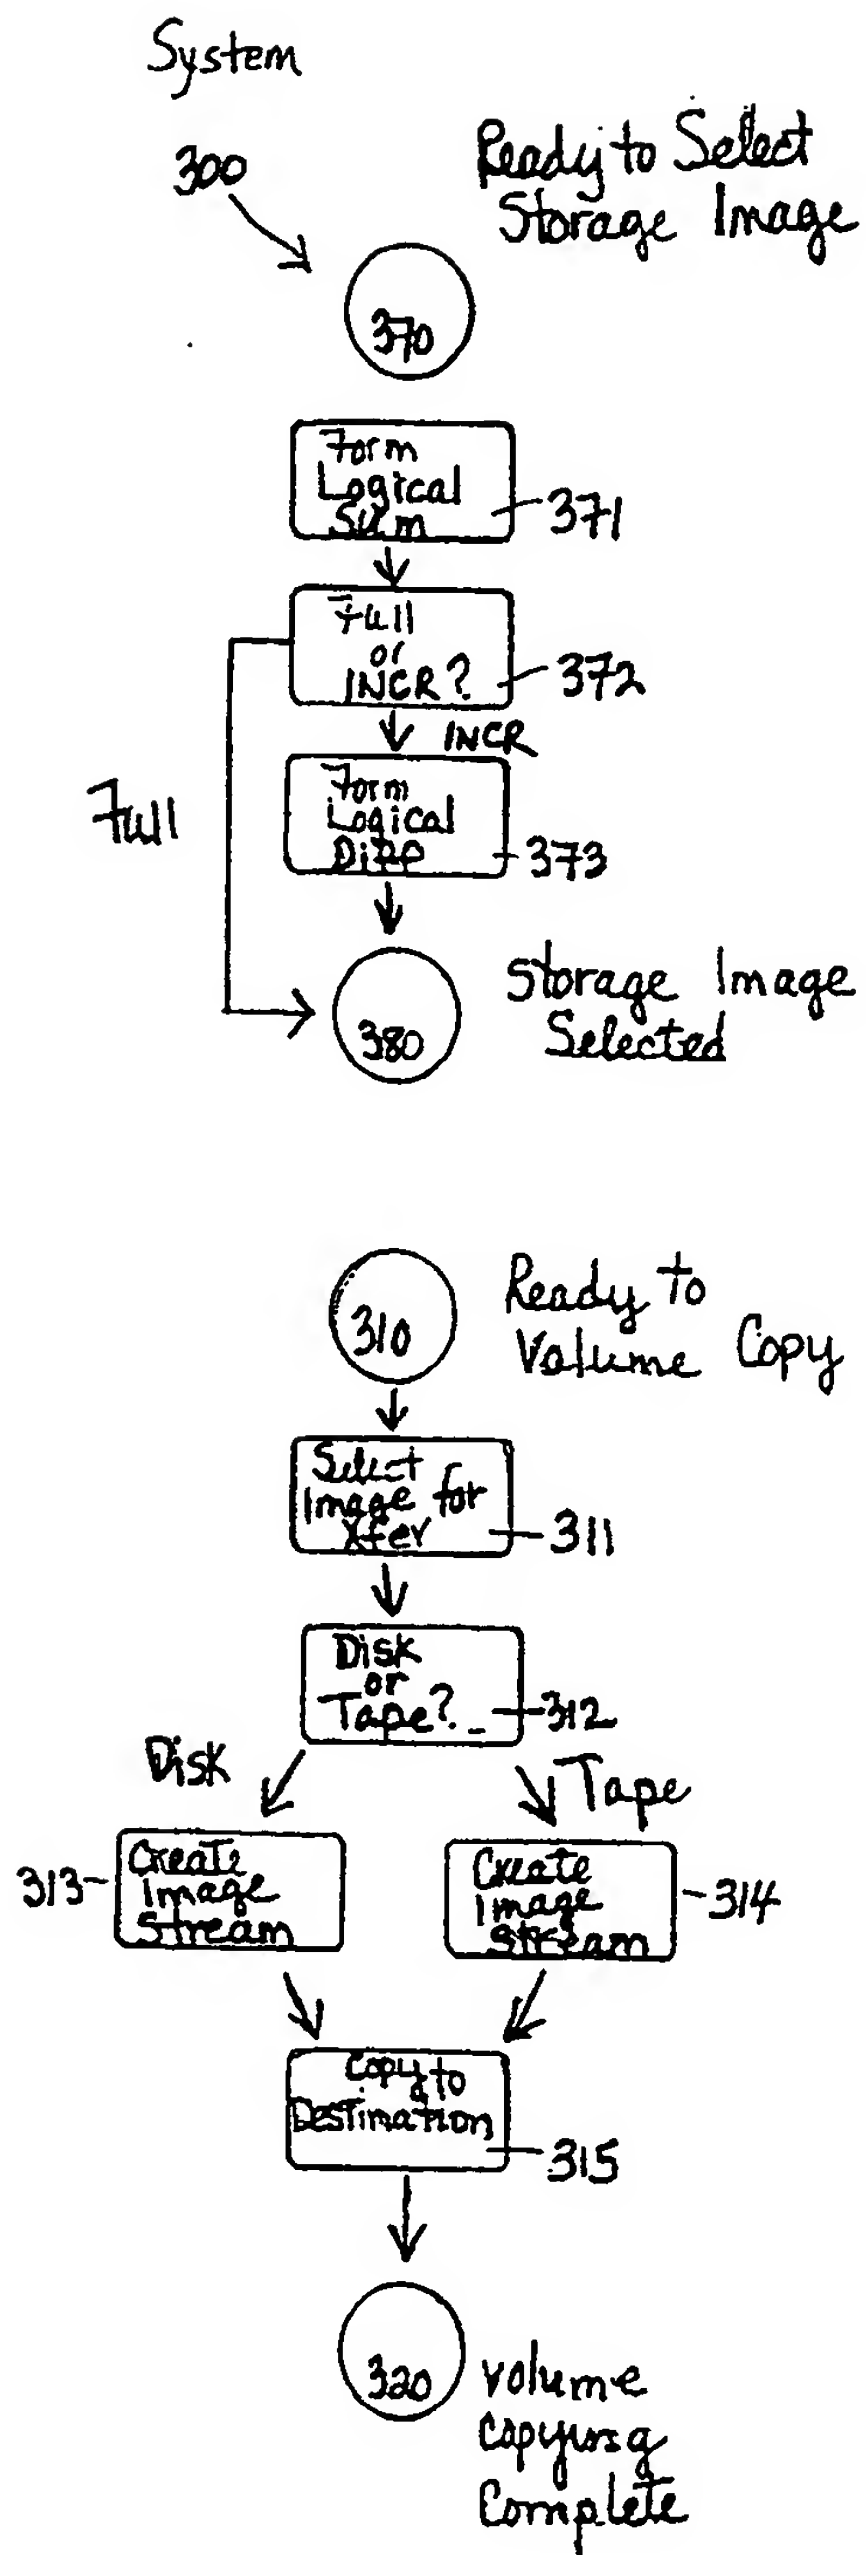 System
300
Ready to Select
Storage Image
370
Form
Logical
Sum
371
Full
or
INCR?
372
INCR
Full
Form
Logical
Diff
373
380
Storage Image
Selected
310
Ready to
Volume Copy
Select
Image for
Xfer
311
Disk
or
Tape?
312
Disk
Tape
313
Create
Image
Stream
Create
Image
Stream
314
Copy to
Destination
315
320
Volume
Copying
Complete